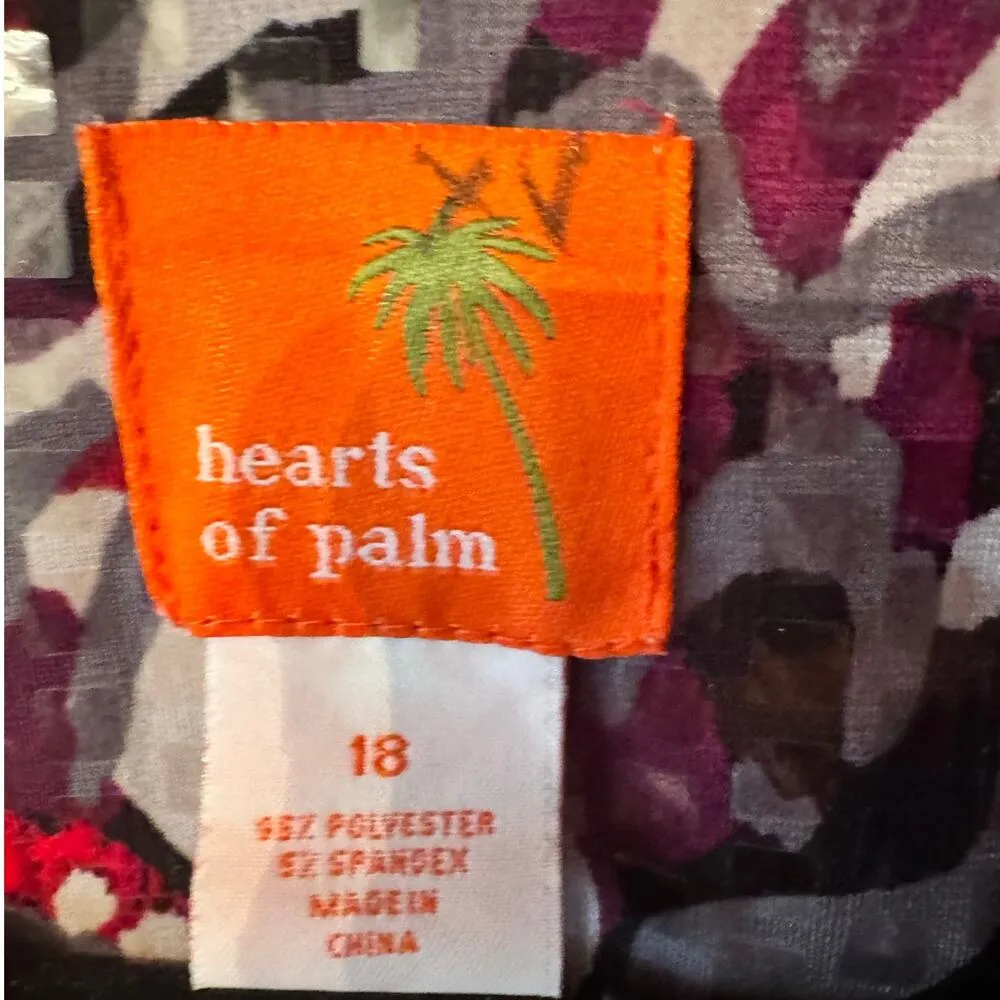 hearts
of palm
18
95% POLYESTER
5% SPANDEX
MADE IN
CHINA